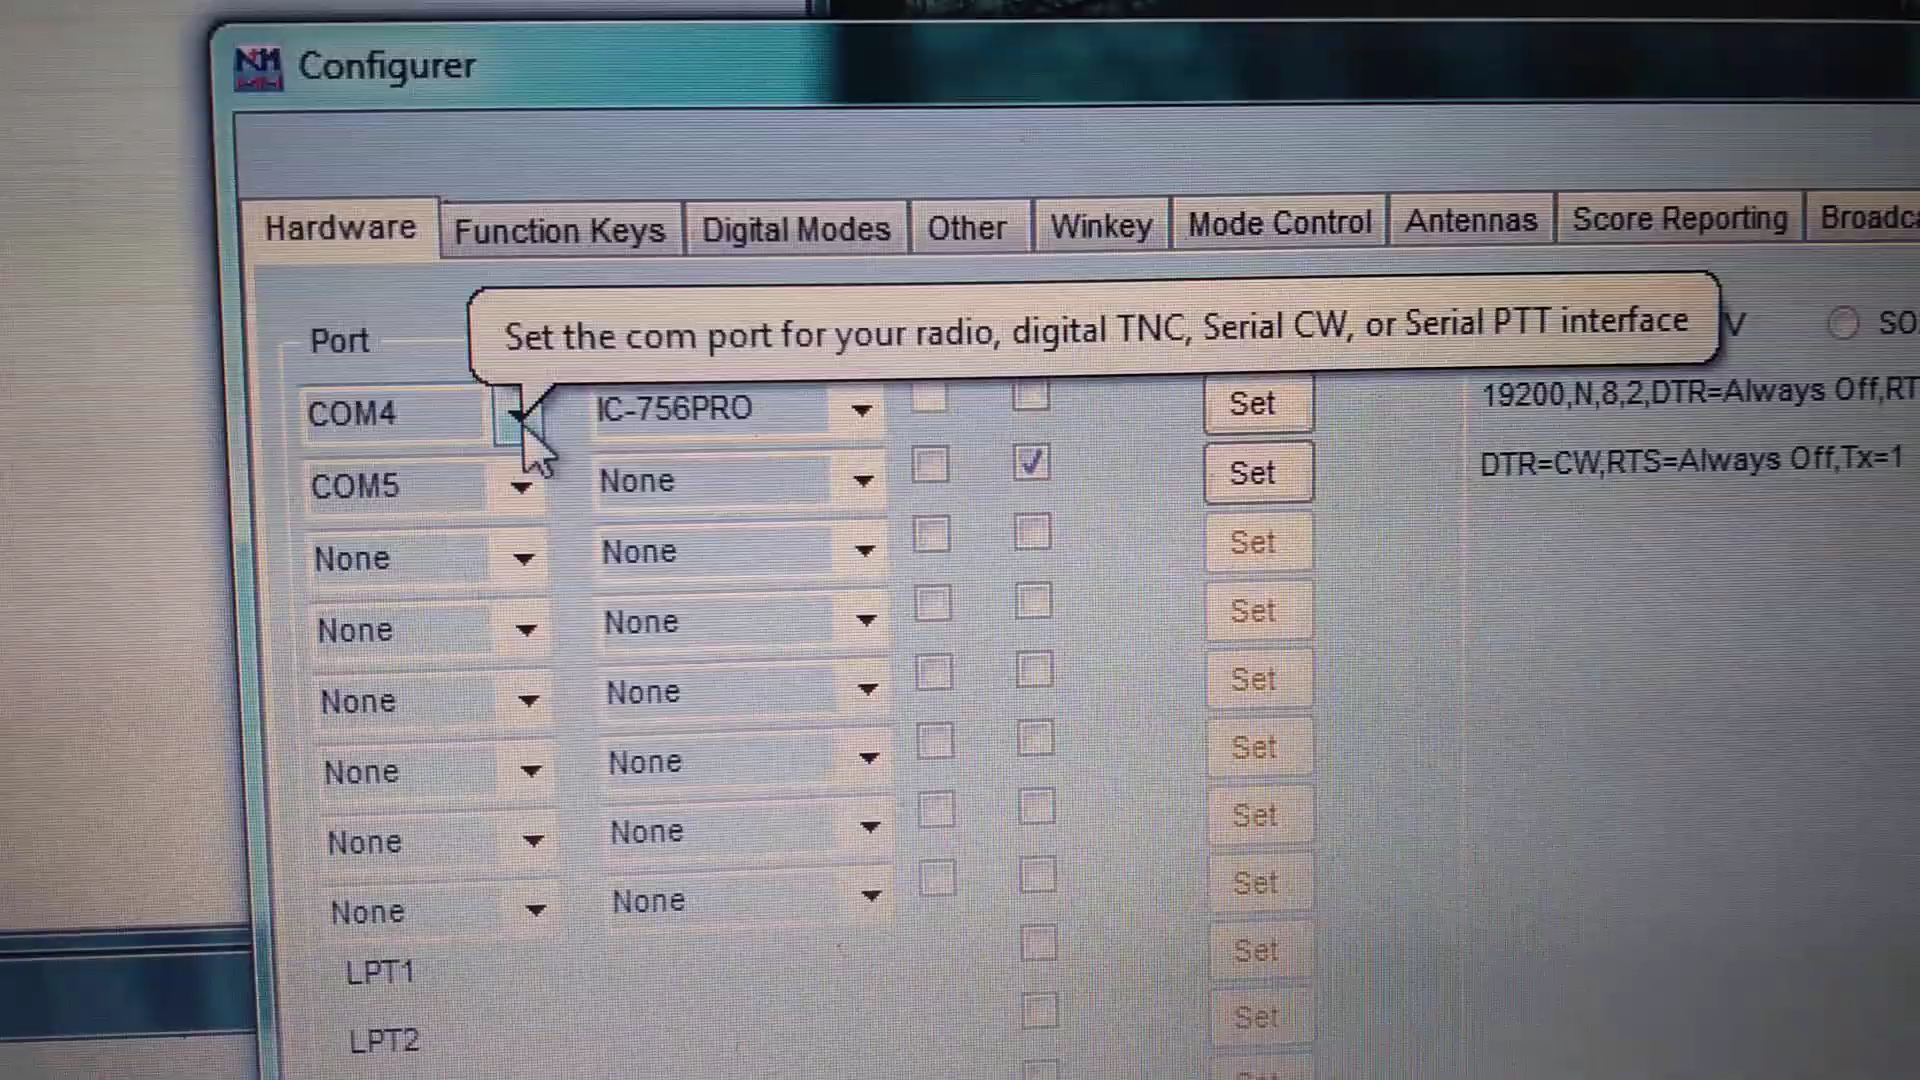 Configurer
Hardware Function Keys Digital Modes Other Winkey Mode Control Antennas Score Reporting
Set the com port for your radio, digital TNC, Serial CW, or Serial PTT interface
Port V SO
COM4 IC-756PRO Set 19200,N,8,2,DTR=Always Off,RT
COM5 None Set DTR=CW,RTS=Always Off,Tx=1
None None Set
None None Set
None None Set
None None Set
None None Set
None None Set
LPT1 Set
LPT2 Set